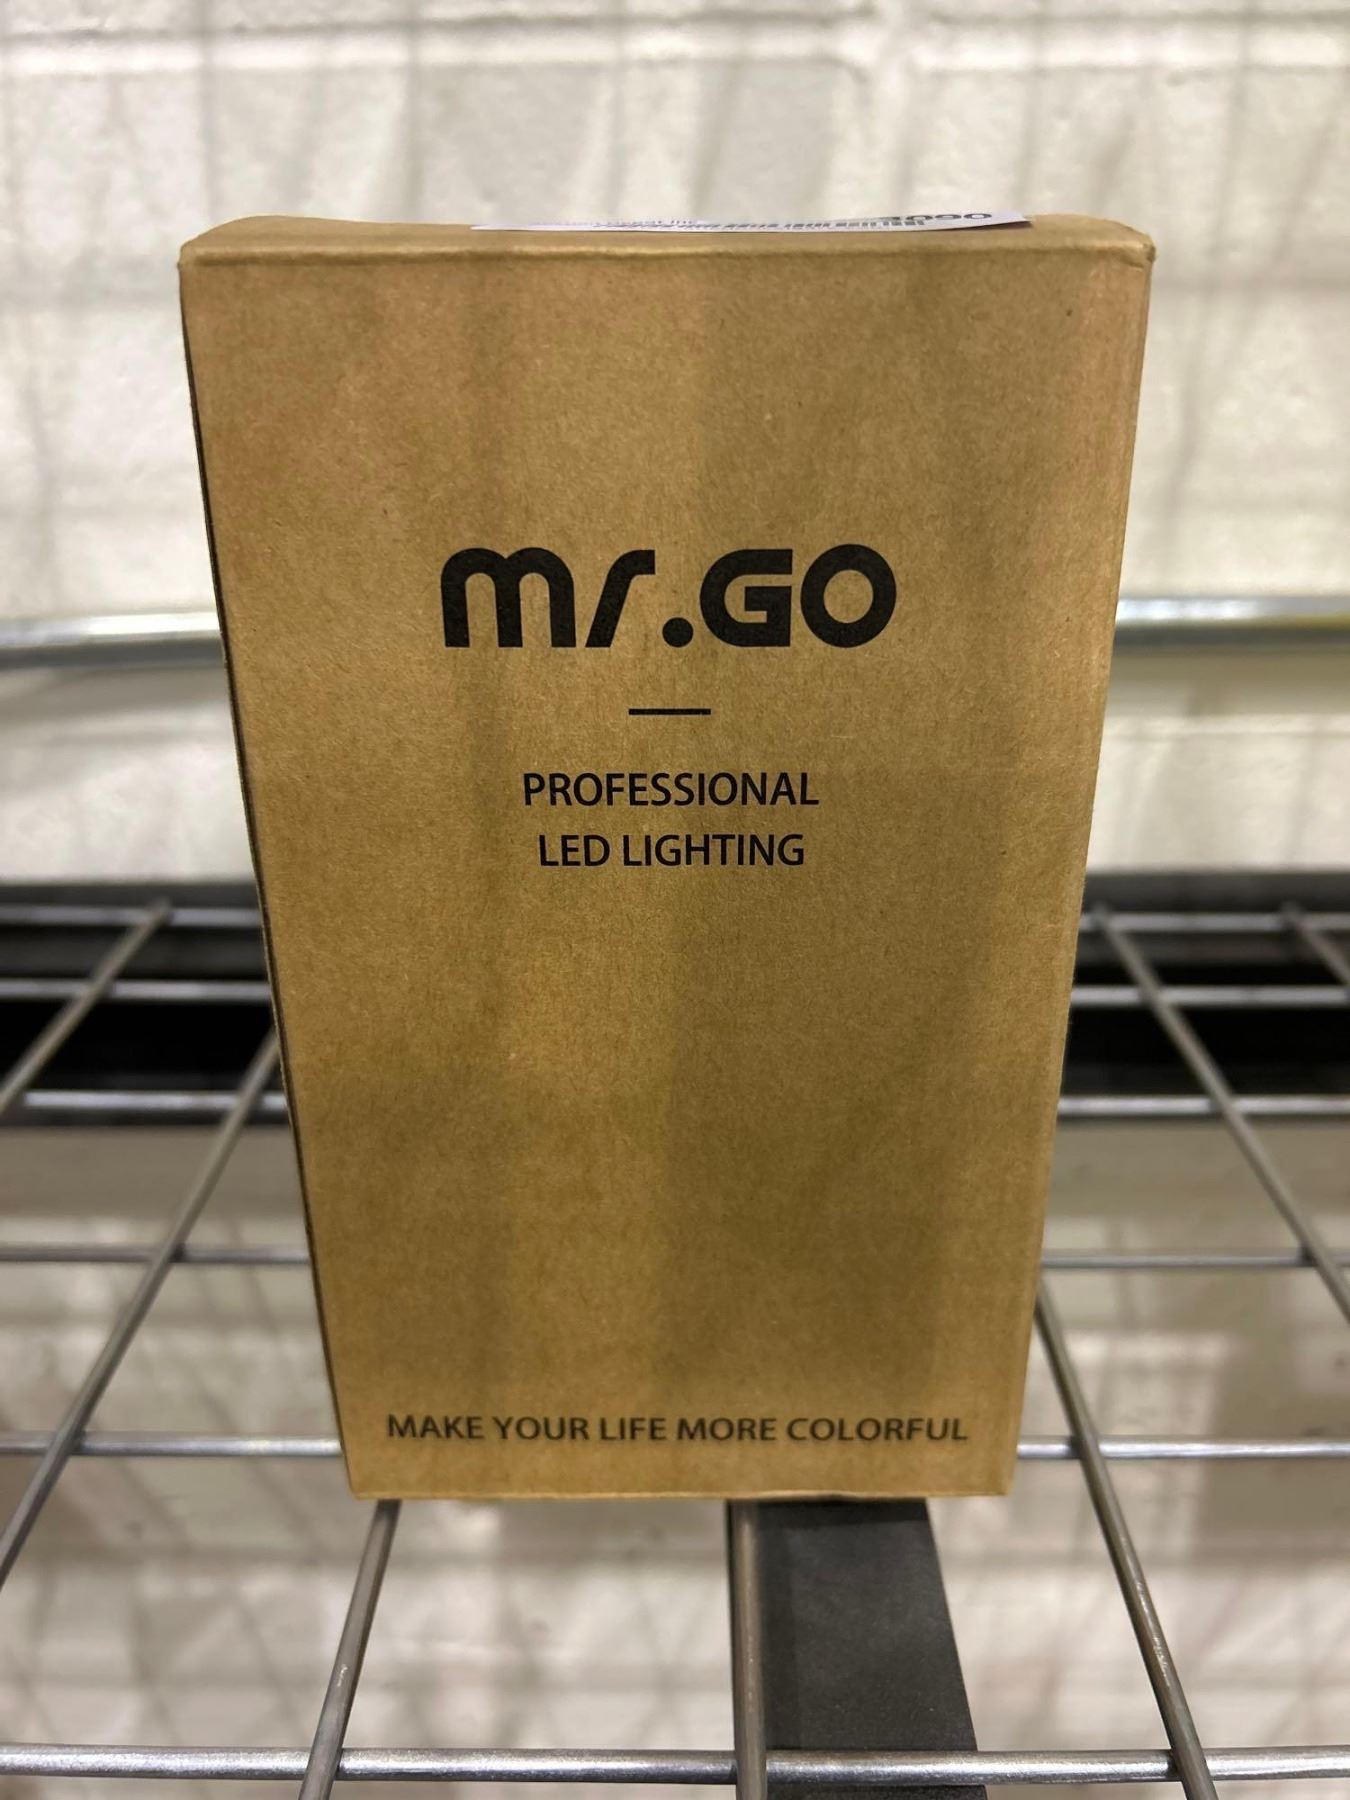 mr.GO
PROFESSIONAL
LED LIGHTING
MAKE YOUR LIFE MORE COLORFUL